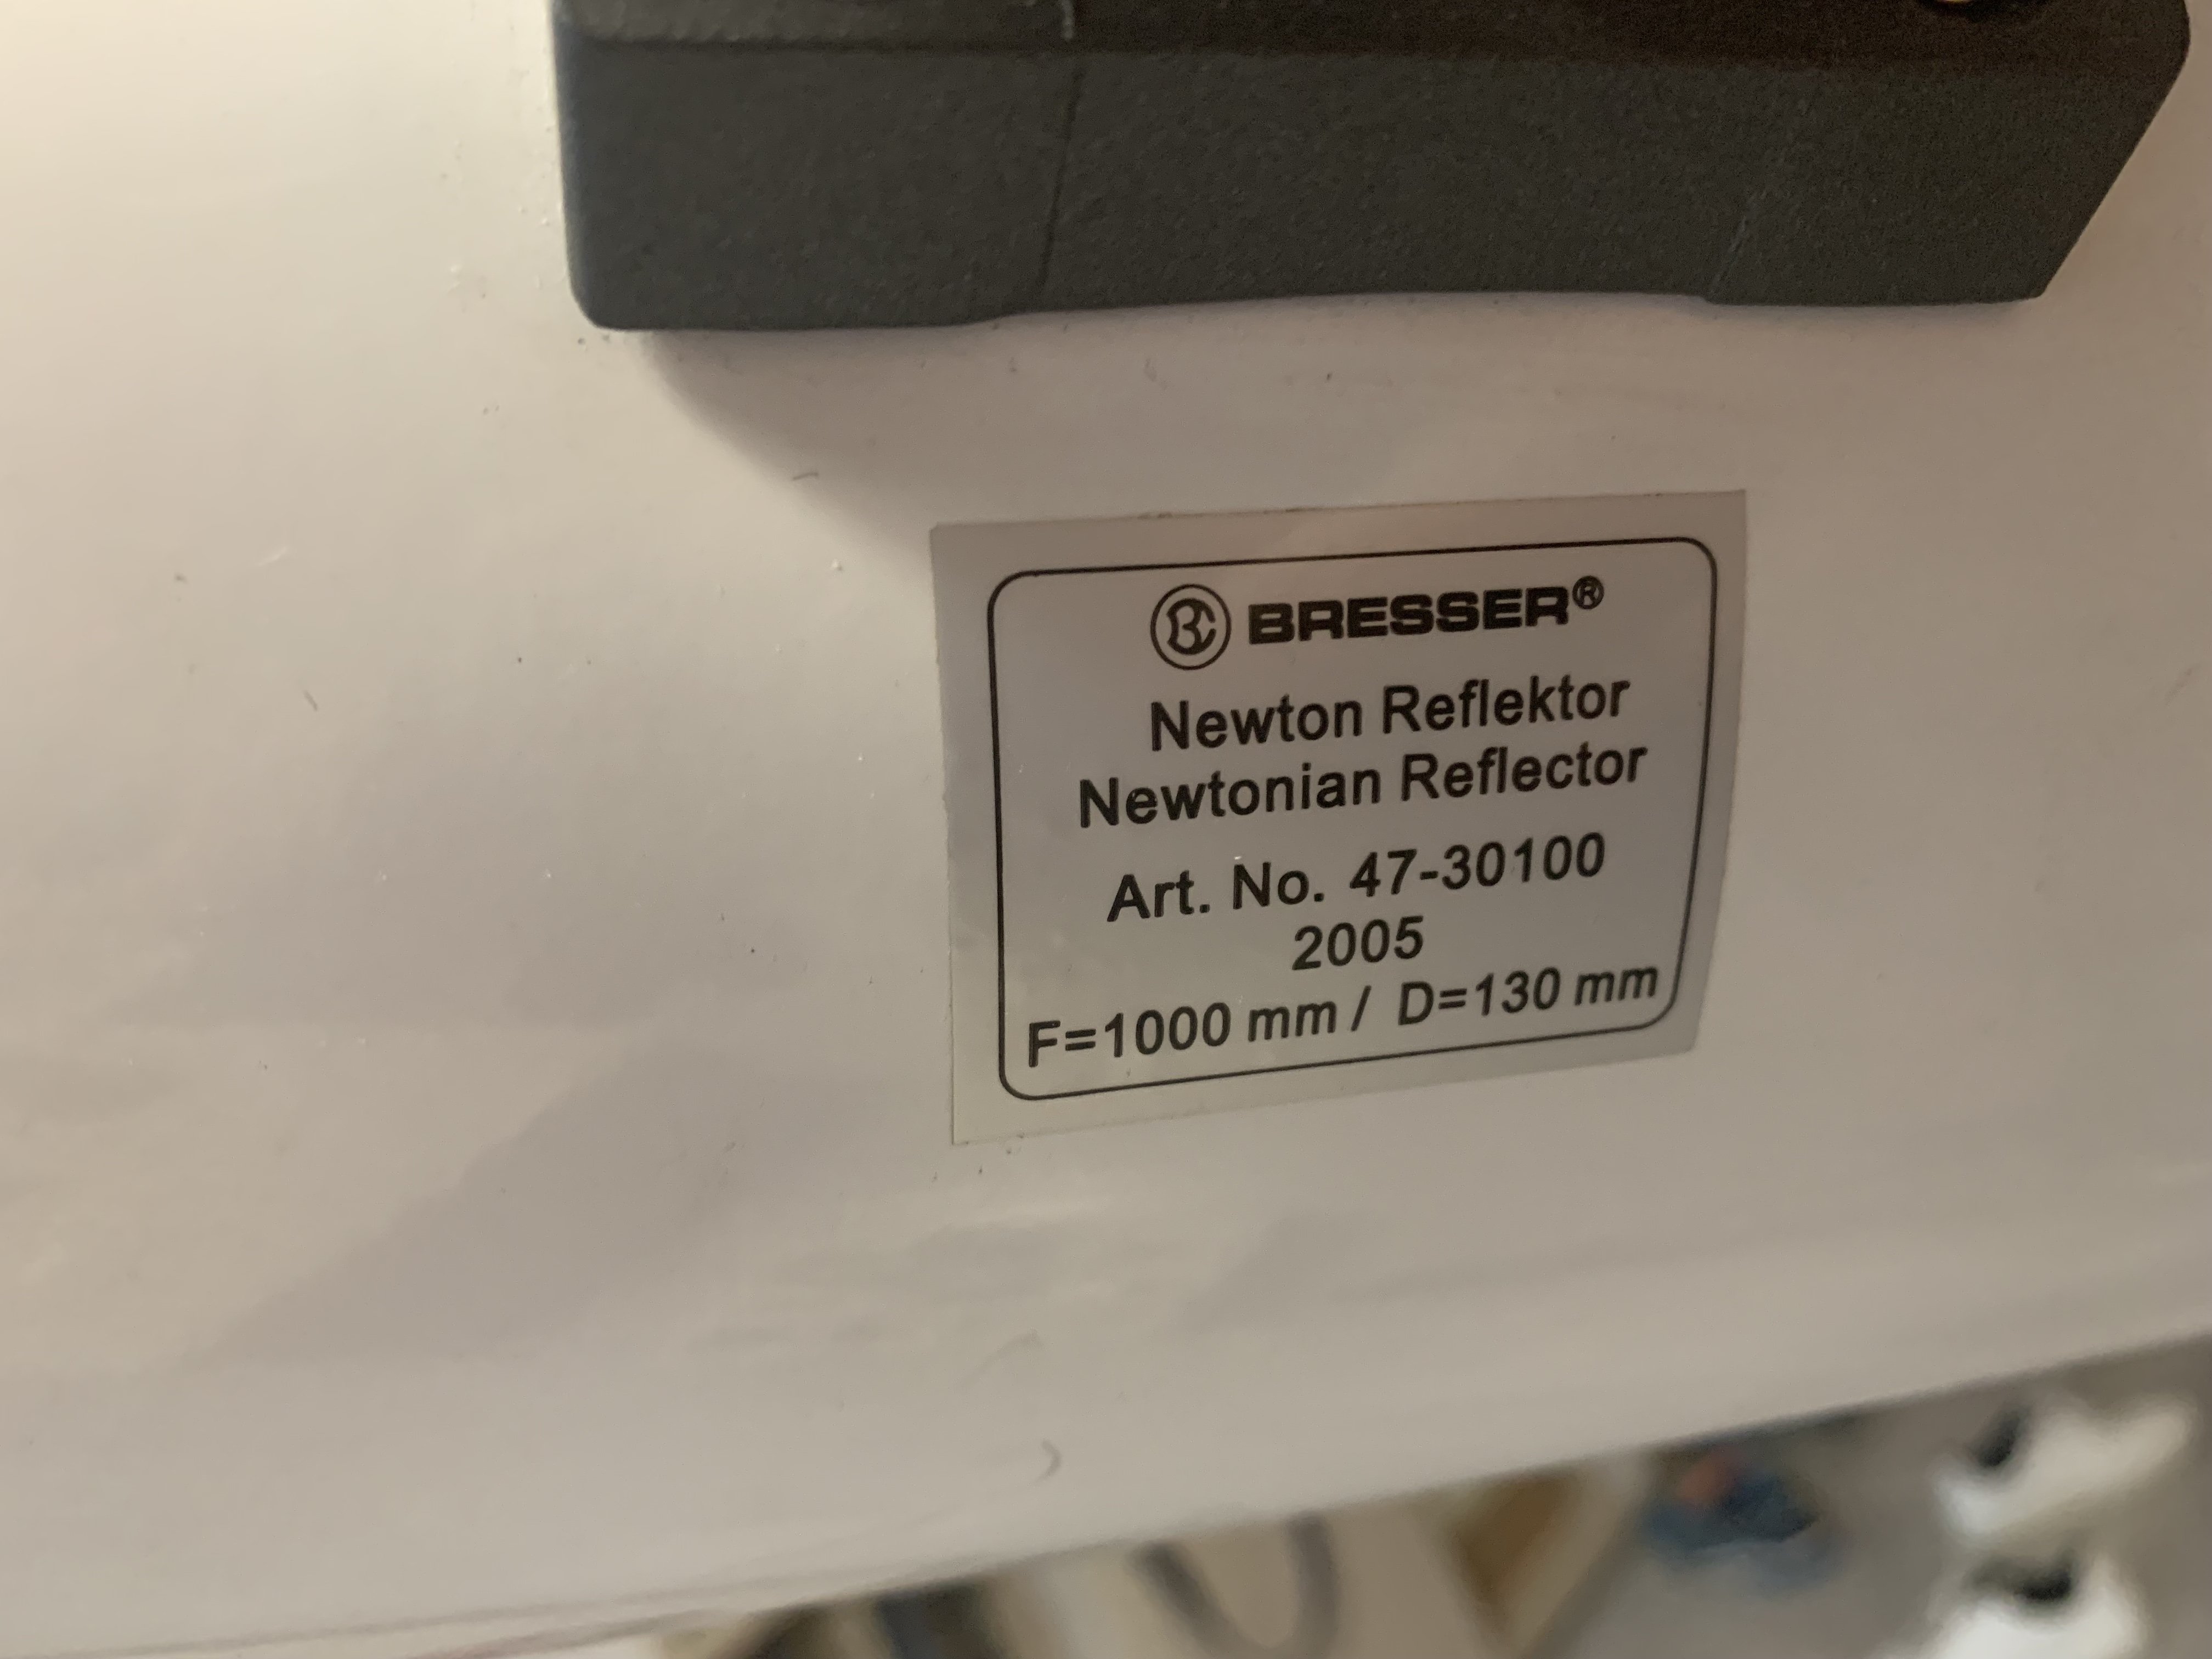 BRESSER®
Newton Reflektor
Newtonian Reflector
Art. No. 47-30100
2005
F=1000 mm / D=130 mm